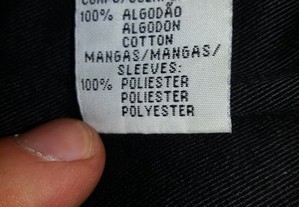 100% ALGODÃO
ALGODON
COTTON
MANGAS/MANGAS/
SLEEVES:
100% POLIESTER
POLIESTER
POLYESTER